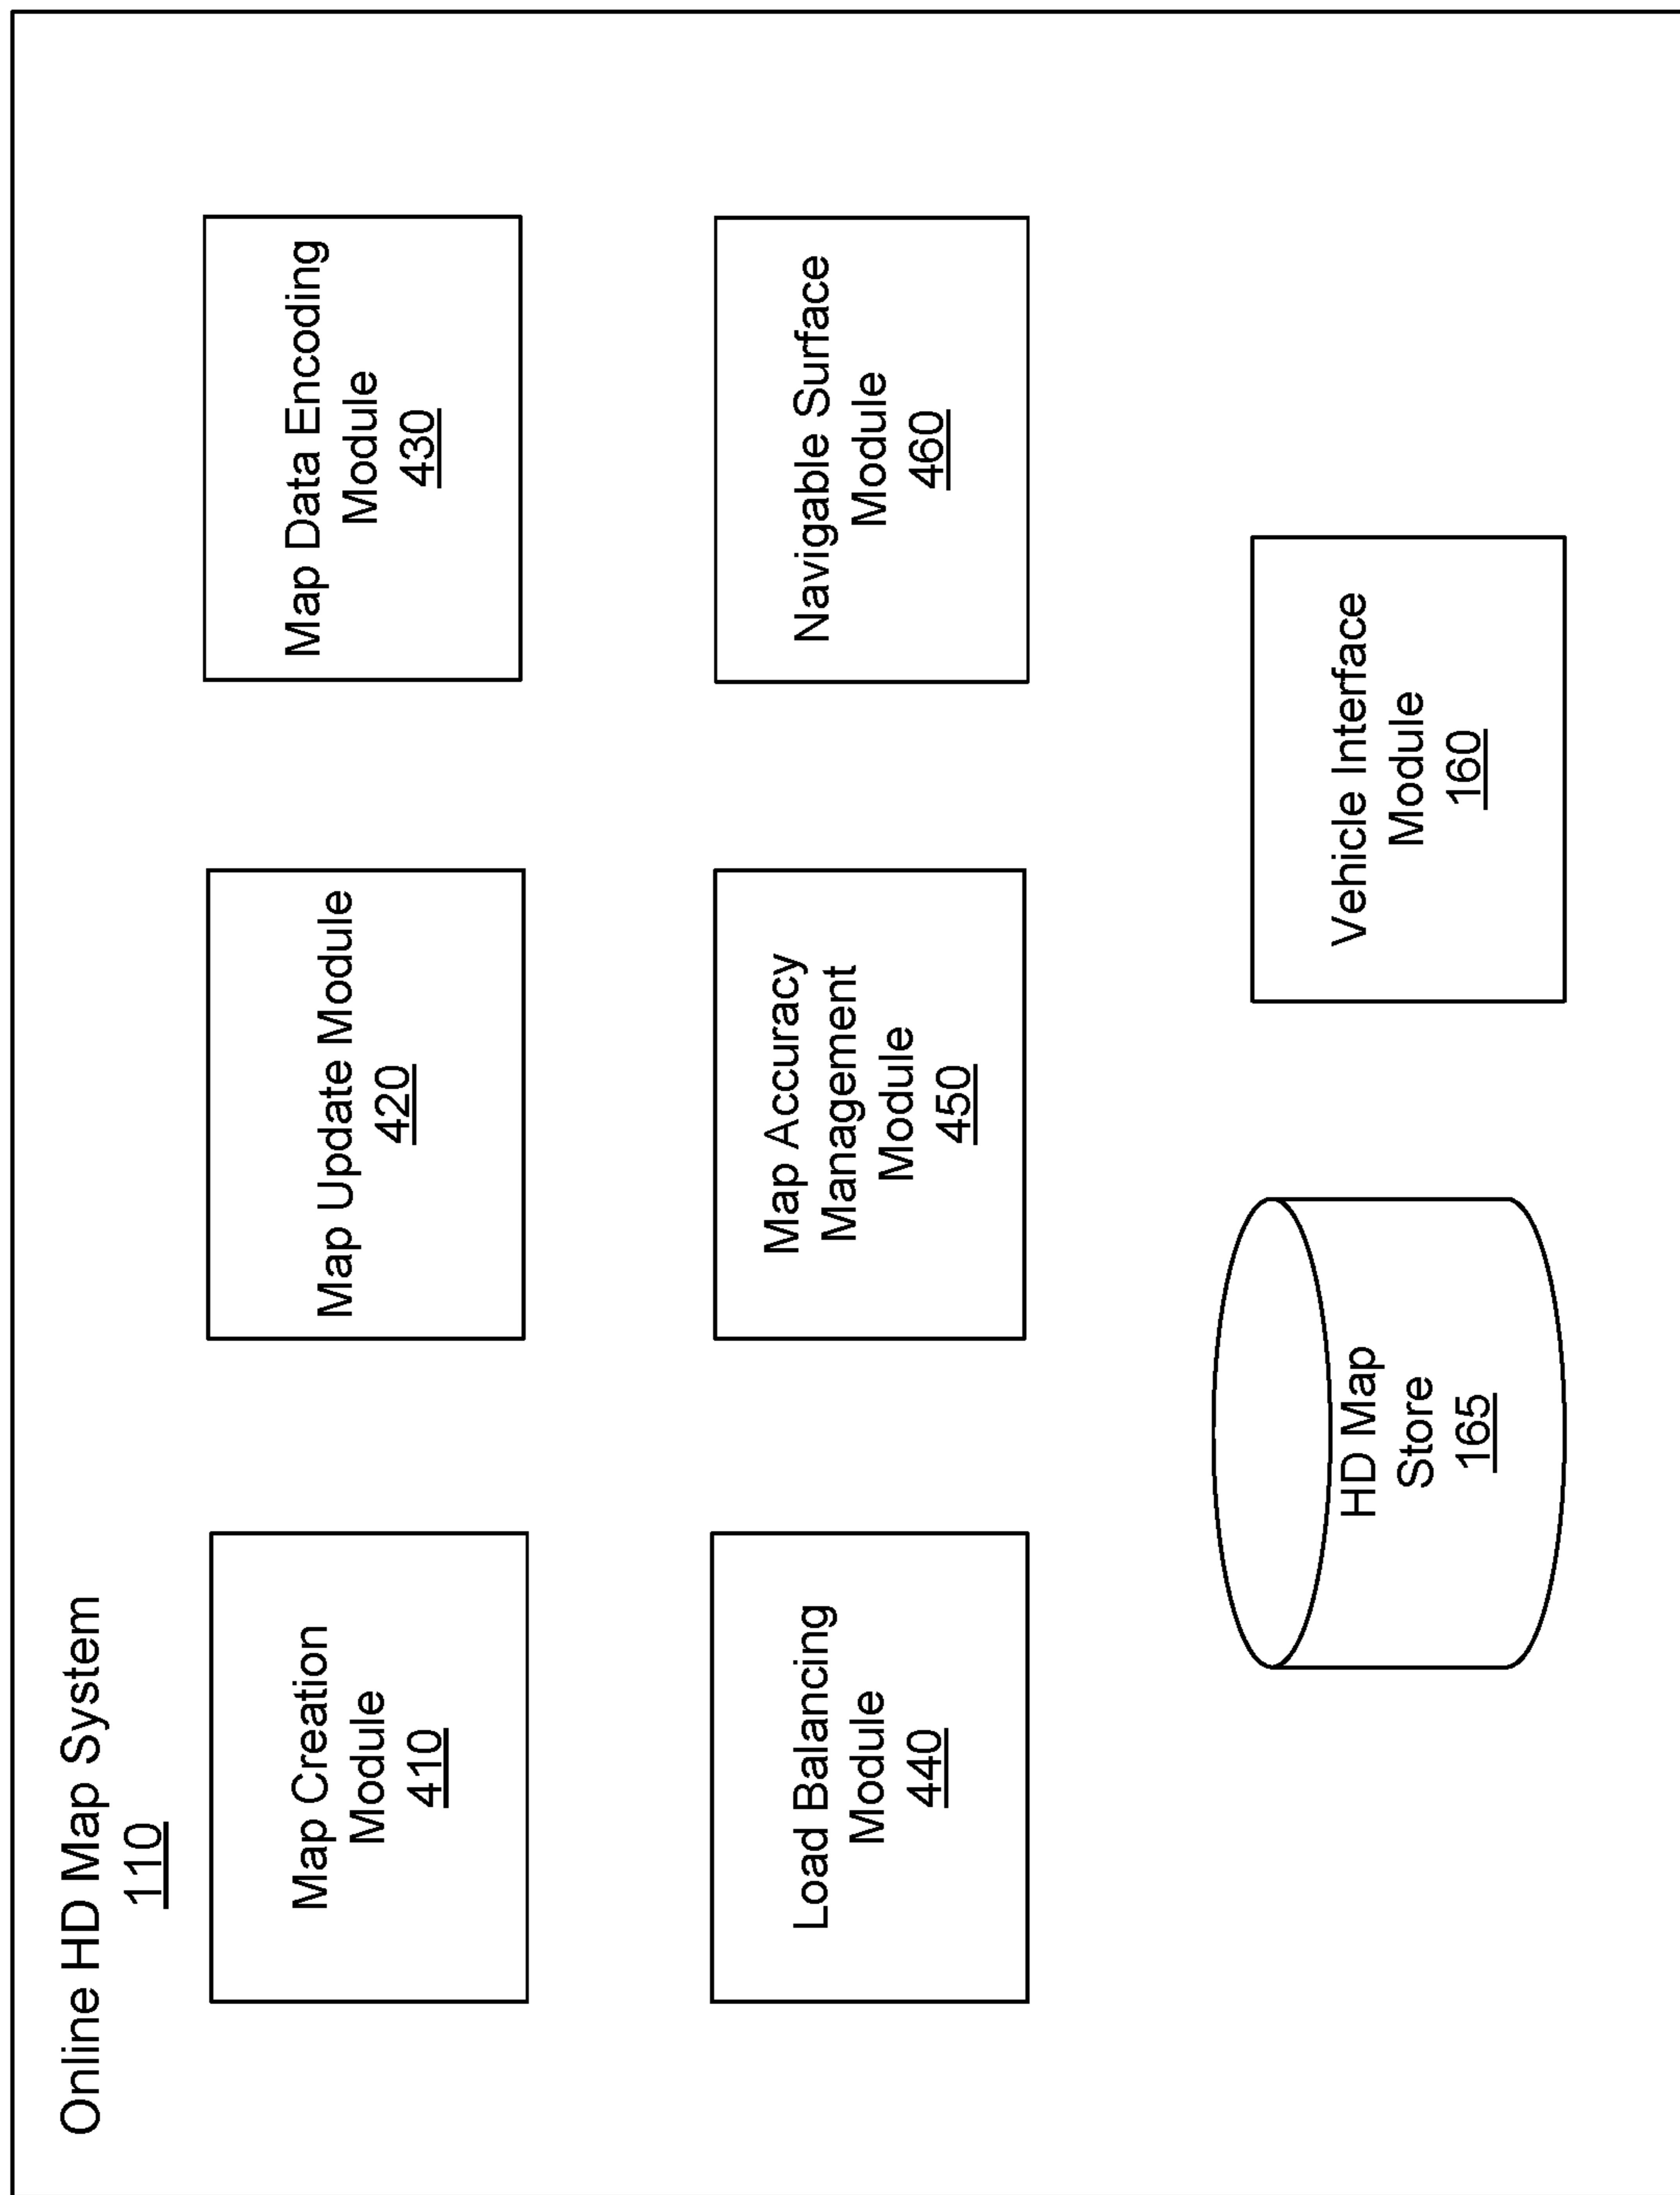 Online HD Map System
110
Map Creation
Module
410
Map Update Module
420
Map Data Encoding
Module
430
Load Balancing
Module
440
Map Accuracy
Management
Module
450
Navigable Surface
Module
460
HD Map
Store
165
Vehicle Interface
Module
160